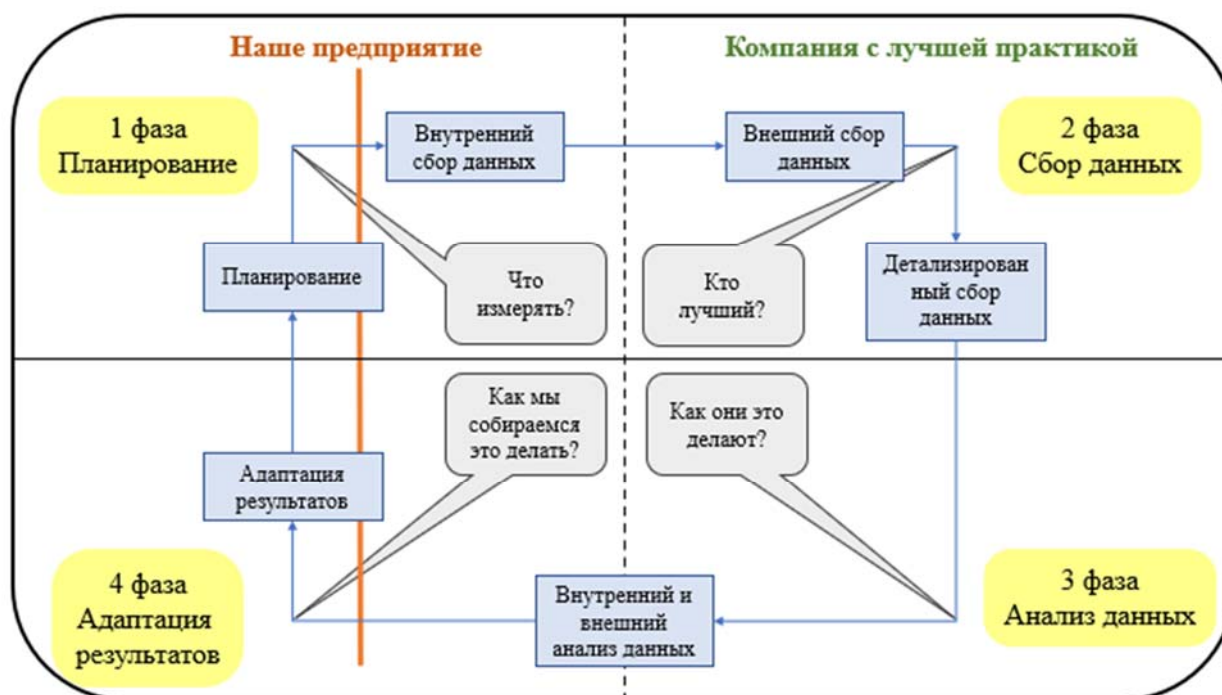 Наше предприятие
Компания с лучшей практикой
1 фаза
Планирование
Внутренний
сбор данных
Внешний сбор
данных
2 фаза
Сбор данных
Планирование
Что
измерять?
Кто
лучший?
Детализирован
ный сбор
данных
Как мы
собираемся
это делать?
Как они это
делают?
Адаптация
результатов
4 фаза
Адаптация
результатов
Внутренний и
внешний
анализ данных
3 фаза
Анализ данных